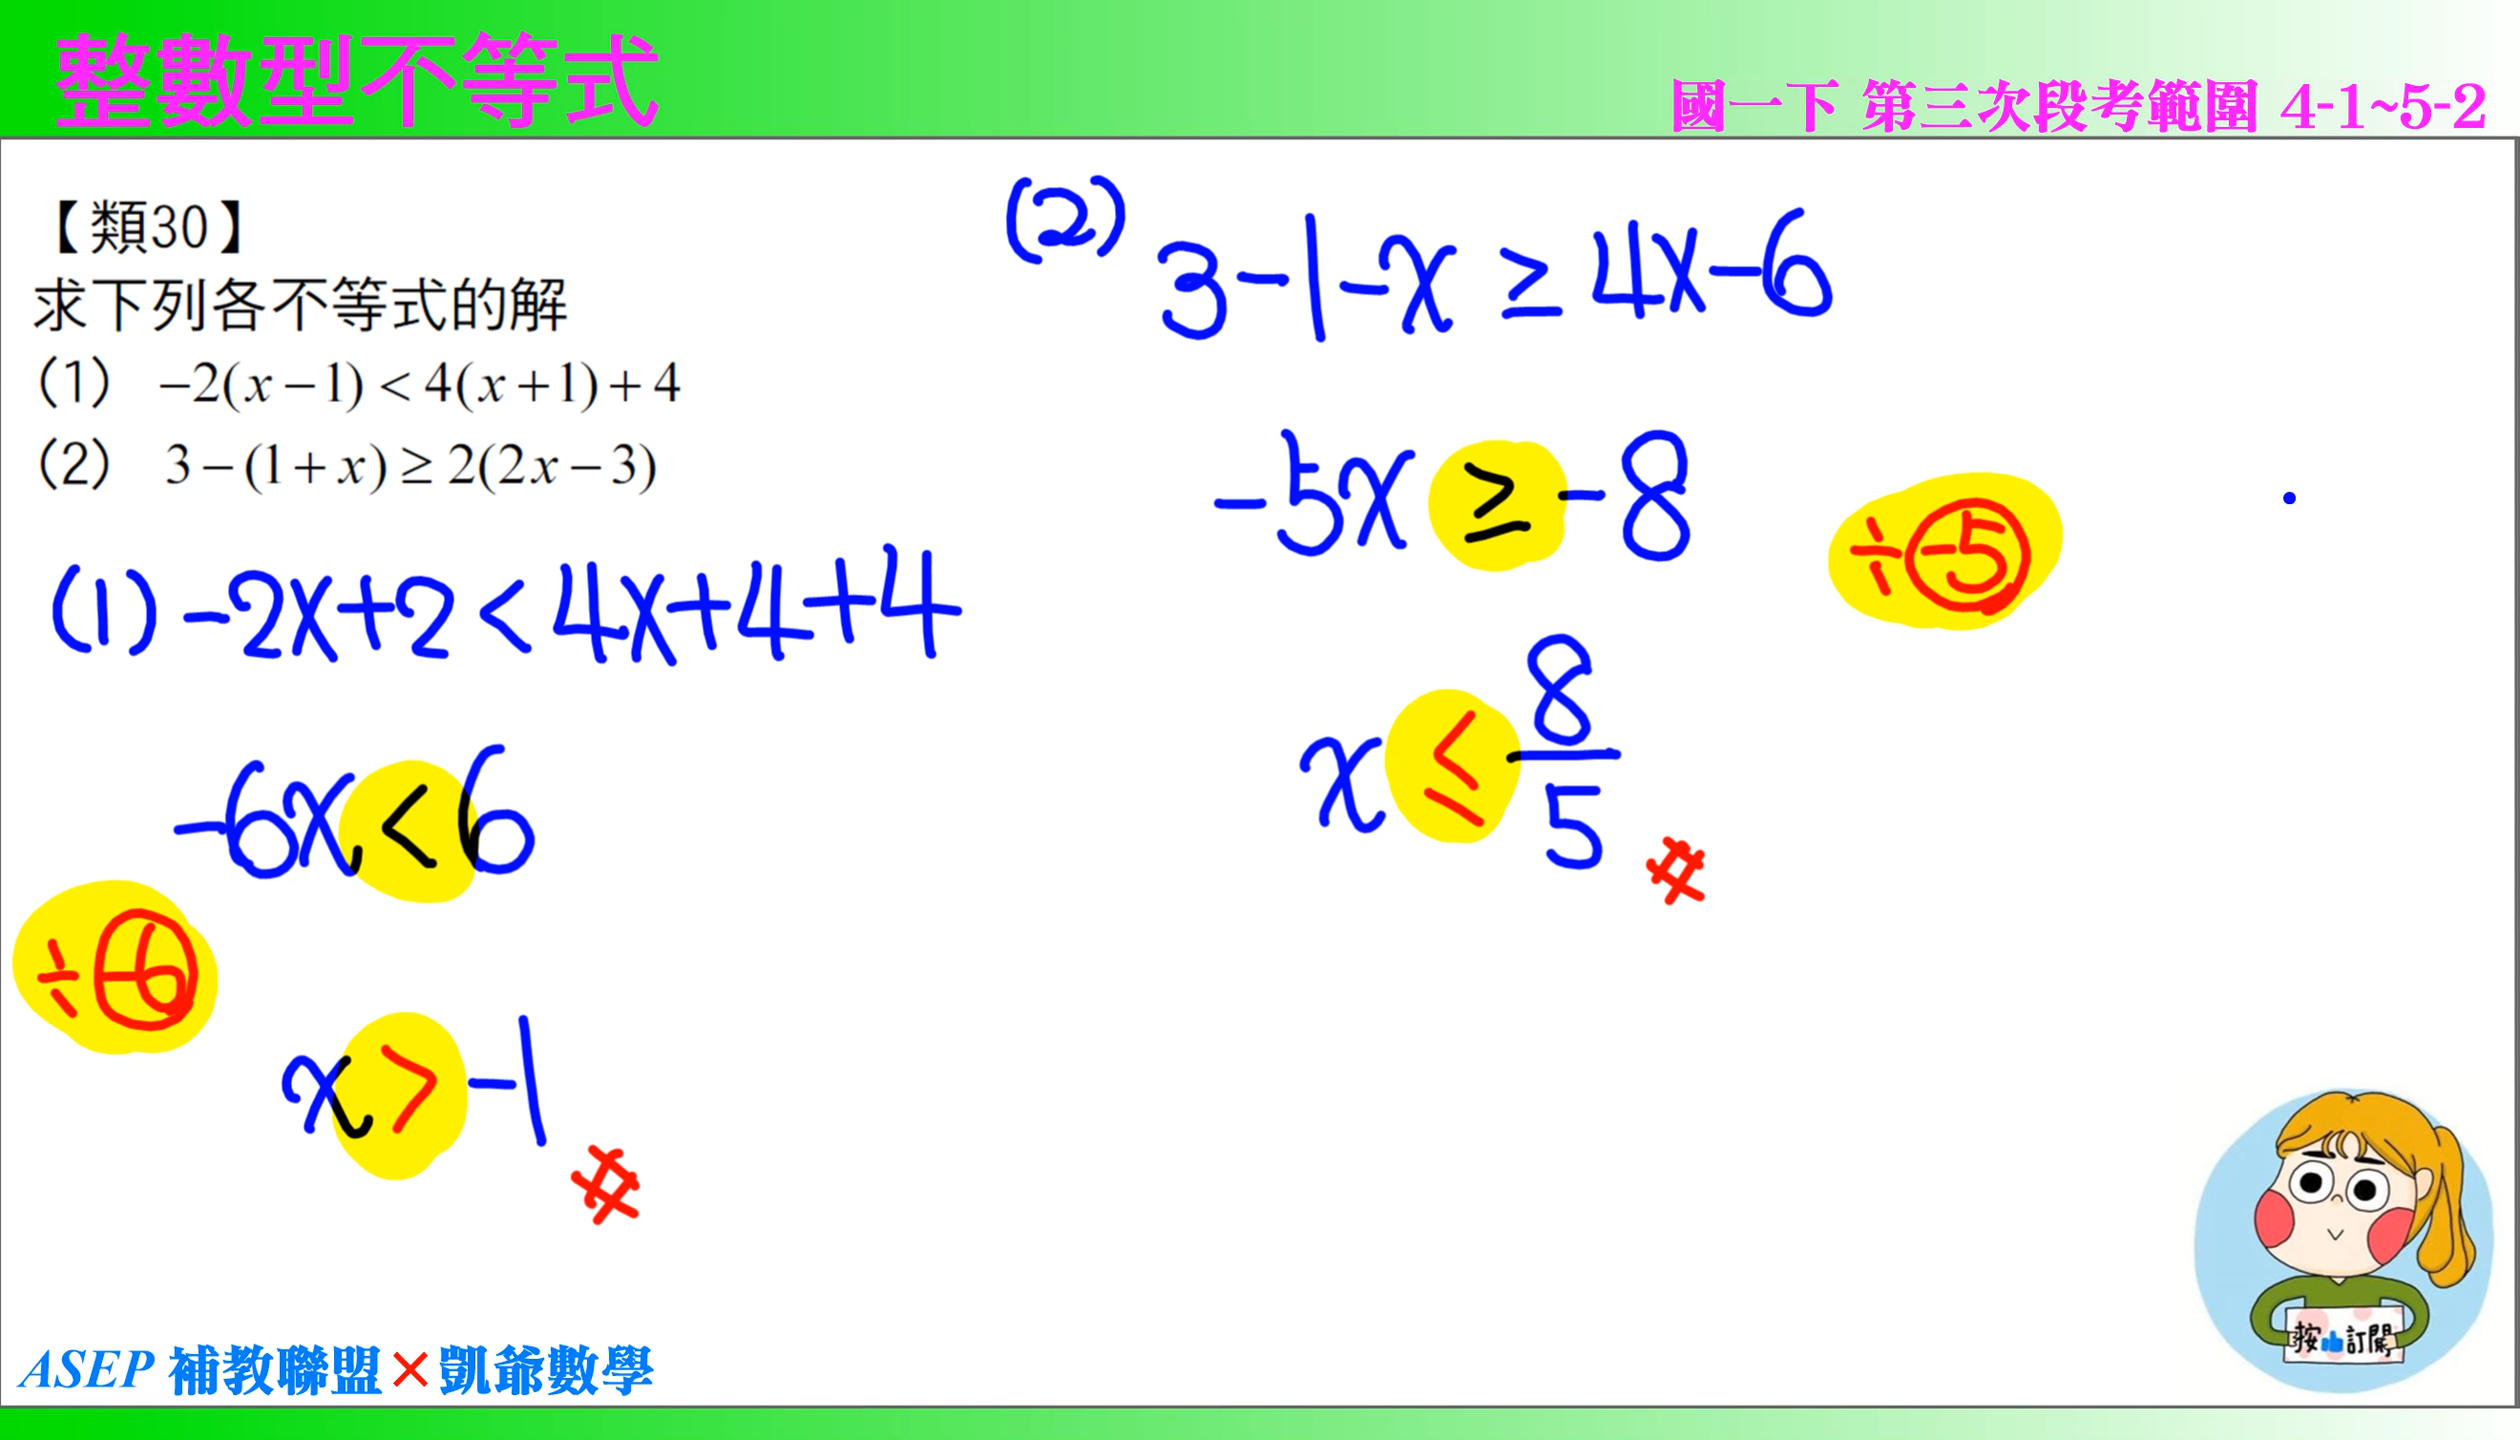 整數型不等式
國一下 第三次段考範圍 4-1~5-2
【類30】
求下列各不等式的解
(1) −2(x−1)<4(x+1)+4
(2) 3−(1+x)≥2(2x−3)
(1) -2x+2<4x+4+4
-6x<6
÷-6
x>-1
#
(2) 3-1-x≥4x-6
-5x≥-8
÷-5
x≤8/5
#
按訂閱
ASEP 補教聯盟×凱爺數學